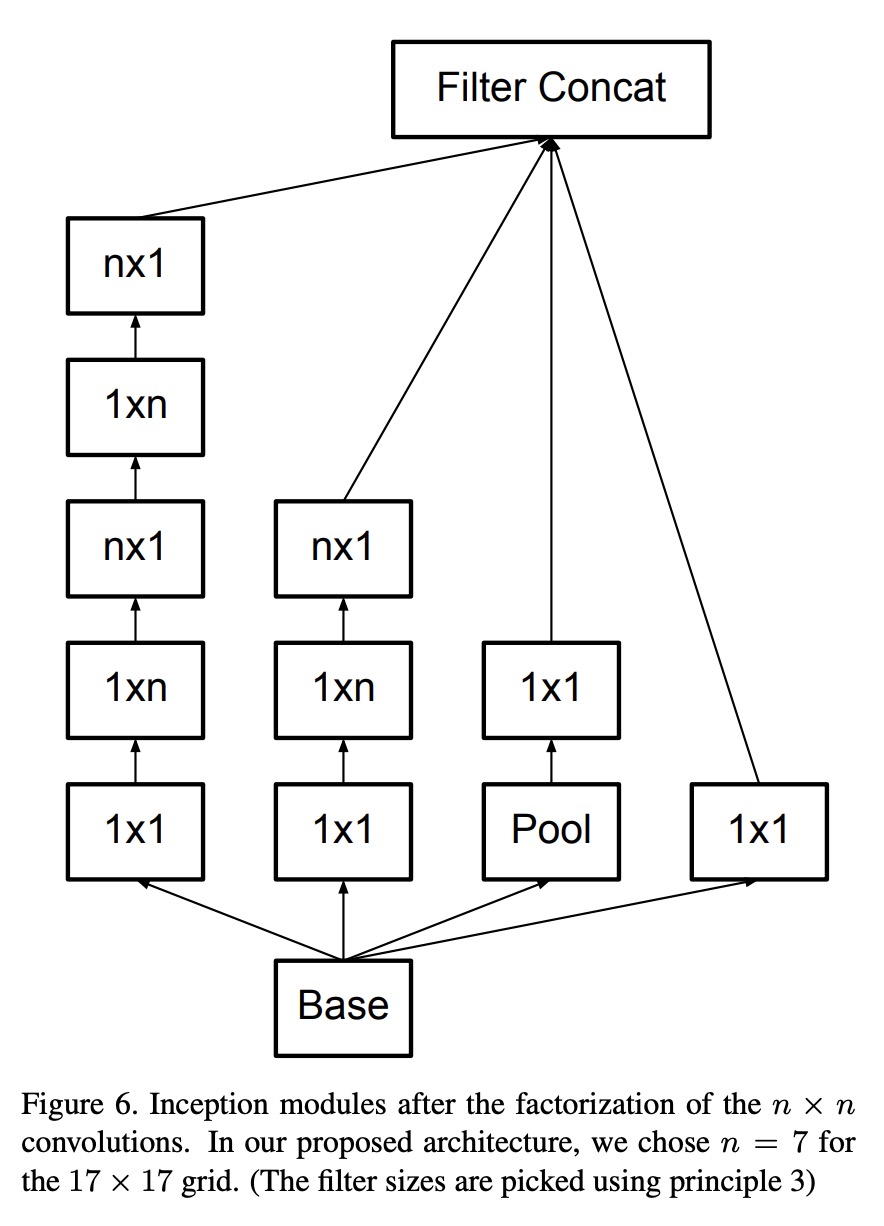 Filter Concat
nx1
1xn
nx1
nx1
1xn
1xn
1x1
1x1
1x1
Pool
1x1
Base
Figure 6. Inception modules after the factorization of the n × n
convolutions. In our proposed architecture, we chose n = 7 for
the 17 × 17 grid. (The filter sizes are picked using principle 3)